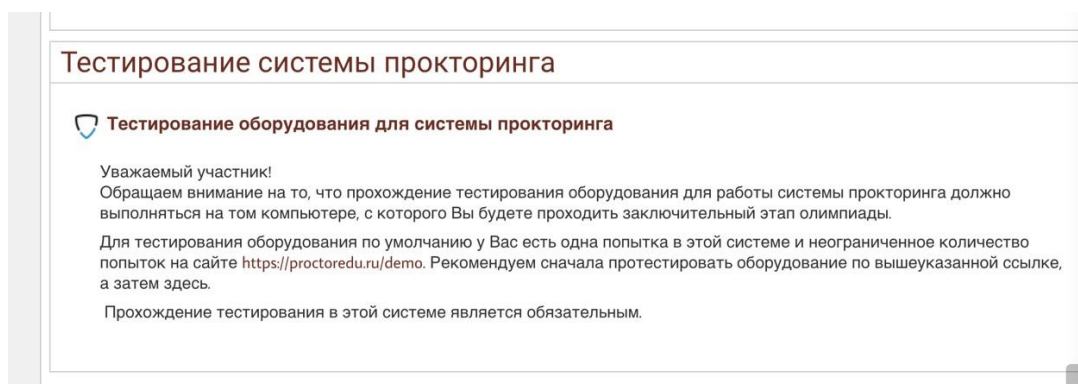 Тестирование системы прокторинга
Тестирование оборудования для системы прокторинга
Уважаемый участник!
Обращаем внимание на то, что прохождение тестирования оборудования для работы системы прокторинга должно
выполняться на том компьютере, с которого Вы будете проходить заключительный этап олимпиады.
Для тестирования оборудования по умолчанию у Вас есть одна попытка в этой системе и неограниченное количество
попыток на сайте https://proctoredu.ru/demo. Рекомендуем сначала протестировать оборудование по вышеуказанной ссылке,
а затем здесь.
Прохождение тестирования в этой системе является обязательным.